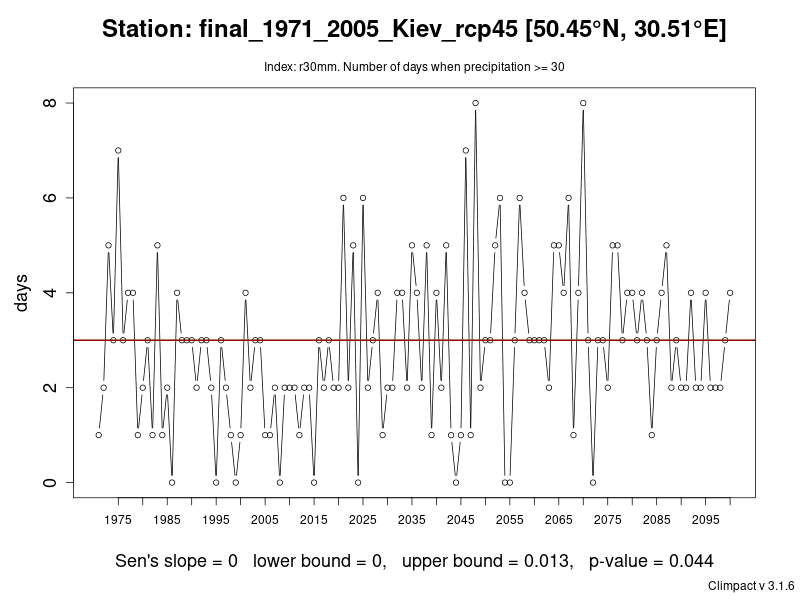 Station: final_1971_2005_Kiev_rcp45 [50.45°N, 30.51°E]
Index: r30mm. Number of days when precipitation >= 30
8
6
4
2
0
days
1975 1985 1995 2005 2015 2025 2035 2045 2055 2065 2075 2085 2095
Sen's slope = 0 lower bound = 0, upper bound = 0.013, p-value = 0.044
Climpact v 3.1.6